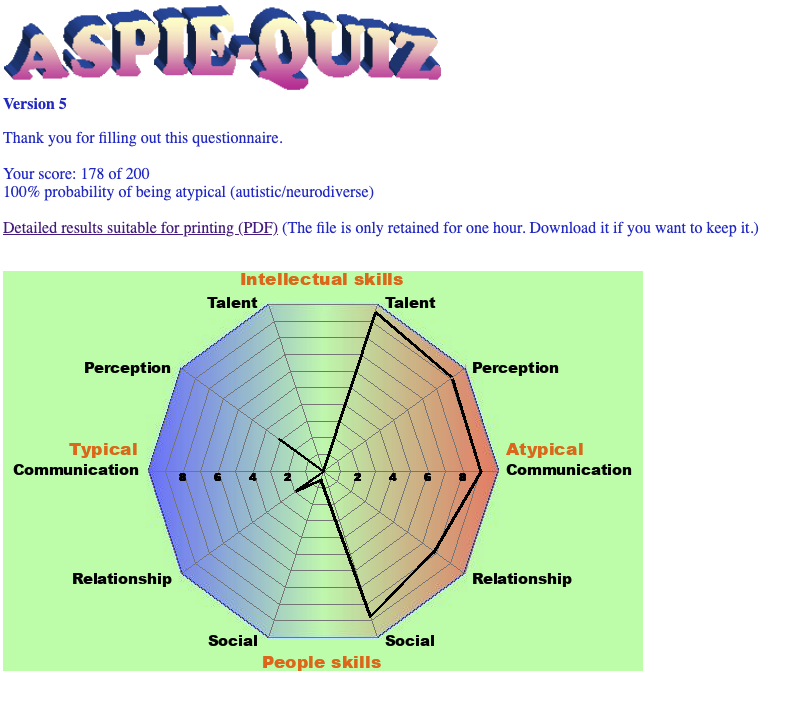 ASPIE-QUIZ
Version 5
Thank you for filling out this questionnaire.
Your score: 178 of 200
100% probability of being atypical (autistic/neurodiverse)
Detailed results suitable for printing (PDF) (The file is only retained for one hour. Download it if you want to keep it.)
Intellectual skills
Talent Talent
Perception Perception
Typical Atypical
Communication Communication
8 6 4 2 2 4 6 8
Relationship Relationship
Social Social
People skills